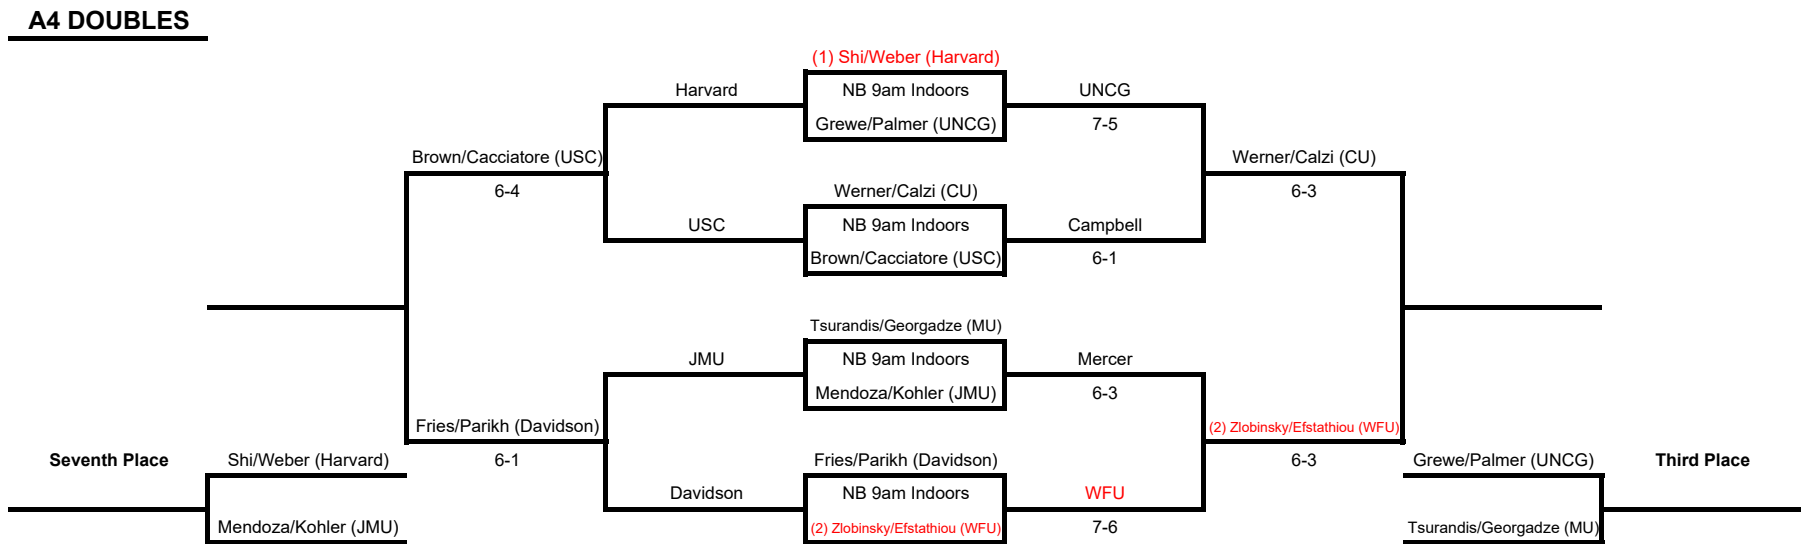 A4 DOUBLES
(1) Shi/Weber (Harvard)
Harvard
NB 9am Indoors
UNCG
Grewe/Palmer (UNCG)
7-5
Brown/Cacciatore (USC)
Werner/Calzi (CU)
6-4
Werner/Calzi (CU)
6-3
USC
NB 9am Indoors
Campbell
Brown/Cacciatore (USC)
6-1
Tsurandis/Georgadze (MU)
JMU
NB 9am Indoors
Mercer
Mendoza/Kohler (JMU)
6-3
Fries/Parikh (Davidson)
(2) Zlobinsky/Efstathiou (WFU)
Seventh Place
Shi/Weber (Harvard)
6-1
Fries/Parikh (Davidson)
6-3
Grewe/Palmer (UNCG)
Third Place
Davidson
NB 9am Indoors
WFU
Mendoza/Kohler (JMU)
(2) Zlobinsky/Efstathiou (WFU)
7-6
Tsurandis/Georgadze (MU)